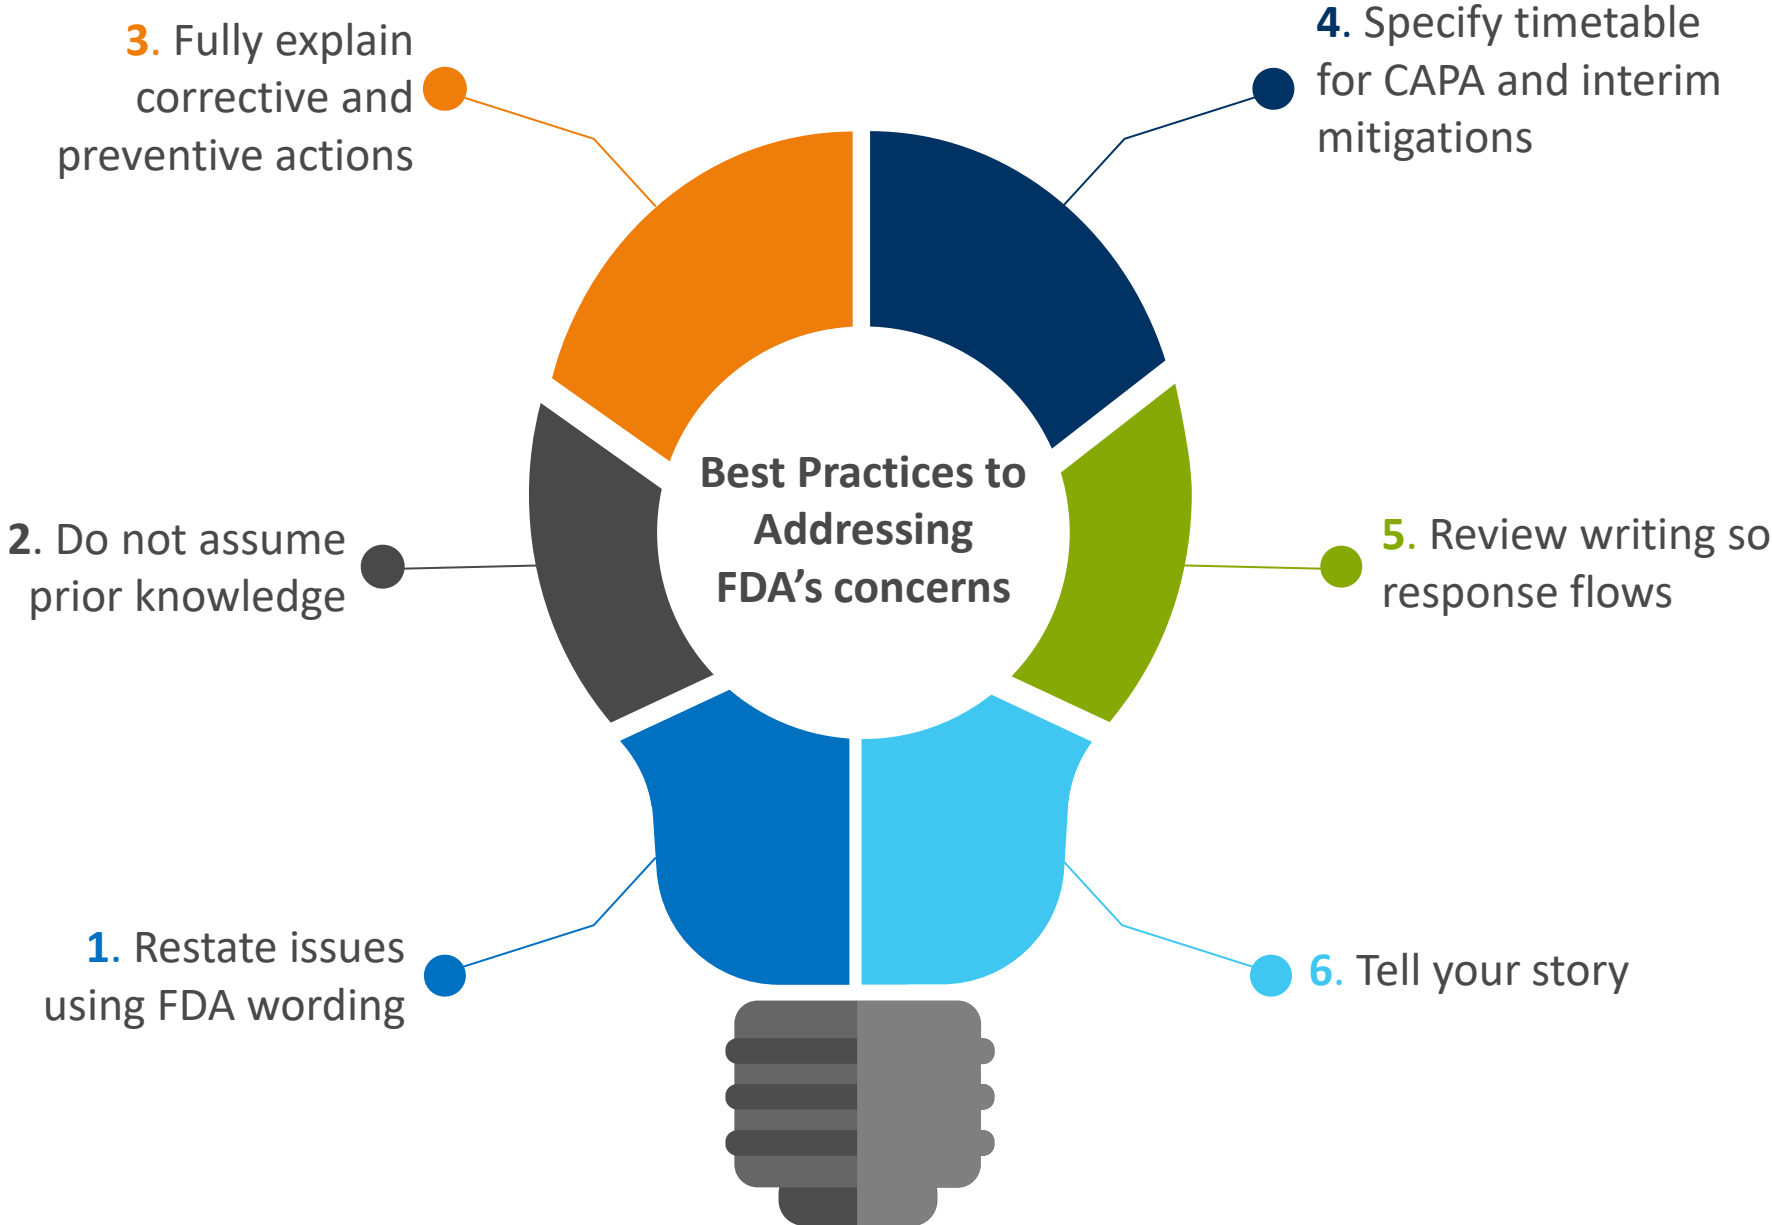 3. Fully explain
corrective and
preventive actions
4. Specify timetable
for CAPA and interim
mitigations
Best Practices to
Addressing
FDA's concerns
2. Do not assume
prior knowledge
5. Review writing so
response flows
1. Restate issues
using FDA wording
6. Tell your story